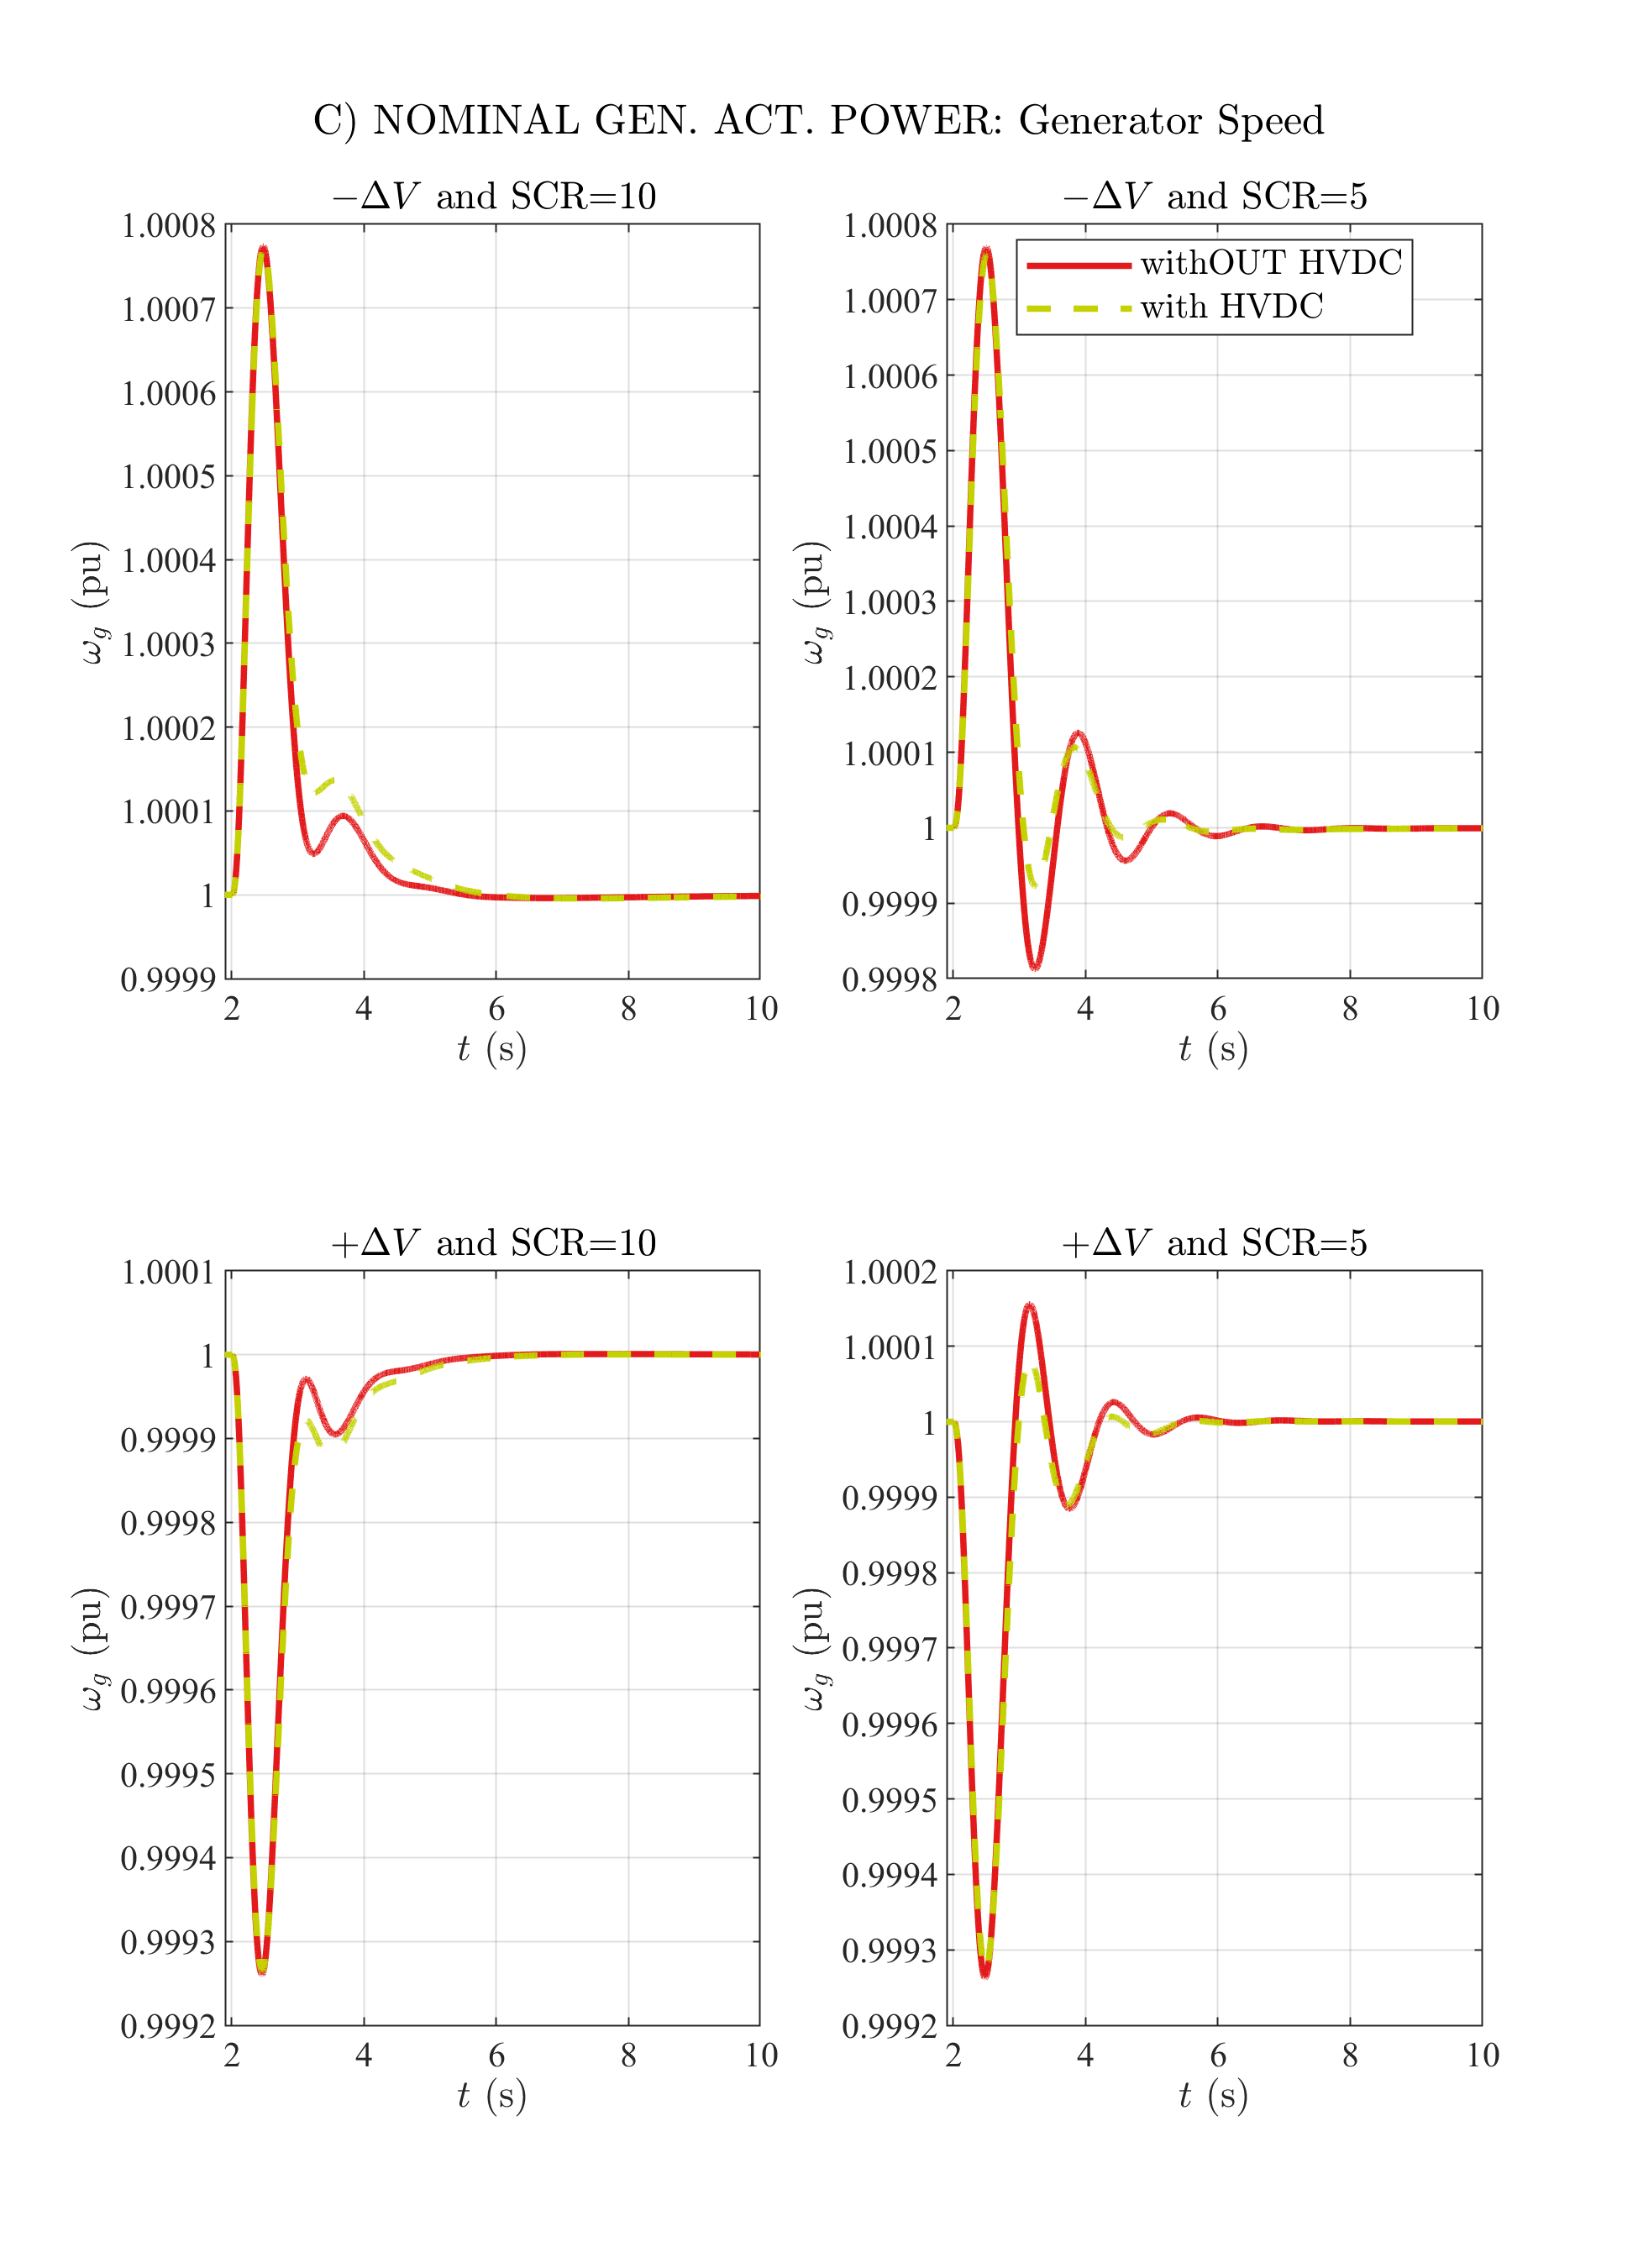 C) NOMINAL GEN. ACT. POWER: Generator Speed
−ΔV and SCR=10
1.0008
1.0007
1.0006
1.0005
1.0004
1.0003
1.0002
1.0001
1
0.9999
ω_g (pu)
2 4 6 8 10
t (s)
−ΔV and SCR=5
withOUT HVDC
with HVDC
1.0008
1.0007
1.0006
1.0005
1.0004
1.0003
1.0002
1.0001
1
0.9999
0.9998
ω_g (pu)
2 4 6 8 10
t (s)
+ΔV and SCR=10
1.0001
1
0.9999
0.9998
0.9997
0.9996
0.9995
0.9994
0.9993
0.9992
ω_g (pu)
2 4 6 8 10
t (s)
+ΔV and SCR=5
1.0002
1.0001
1
0.9999
0.9998
0.9997
0.9996
0.9995
0.9994
0.9993
0.9992
ω_g (pu)
2 4 6 8 10
t (s)